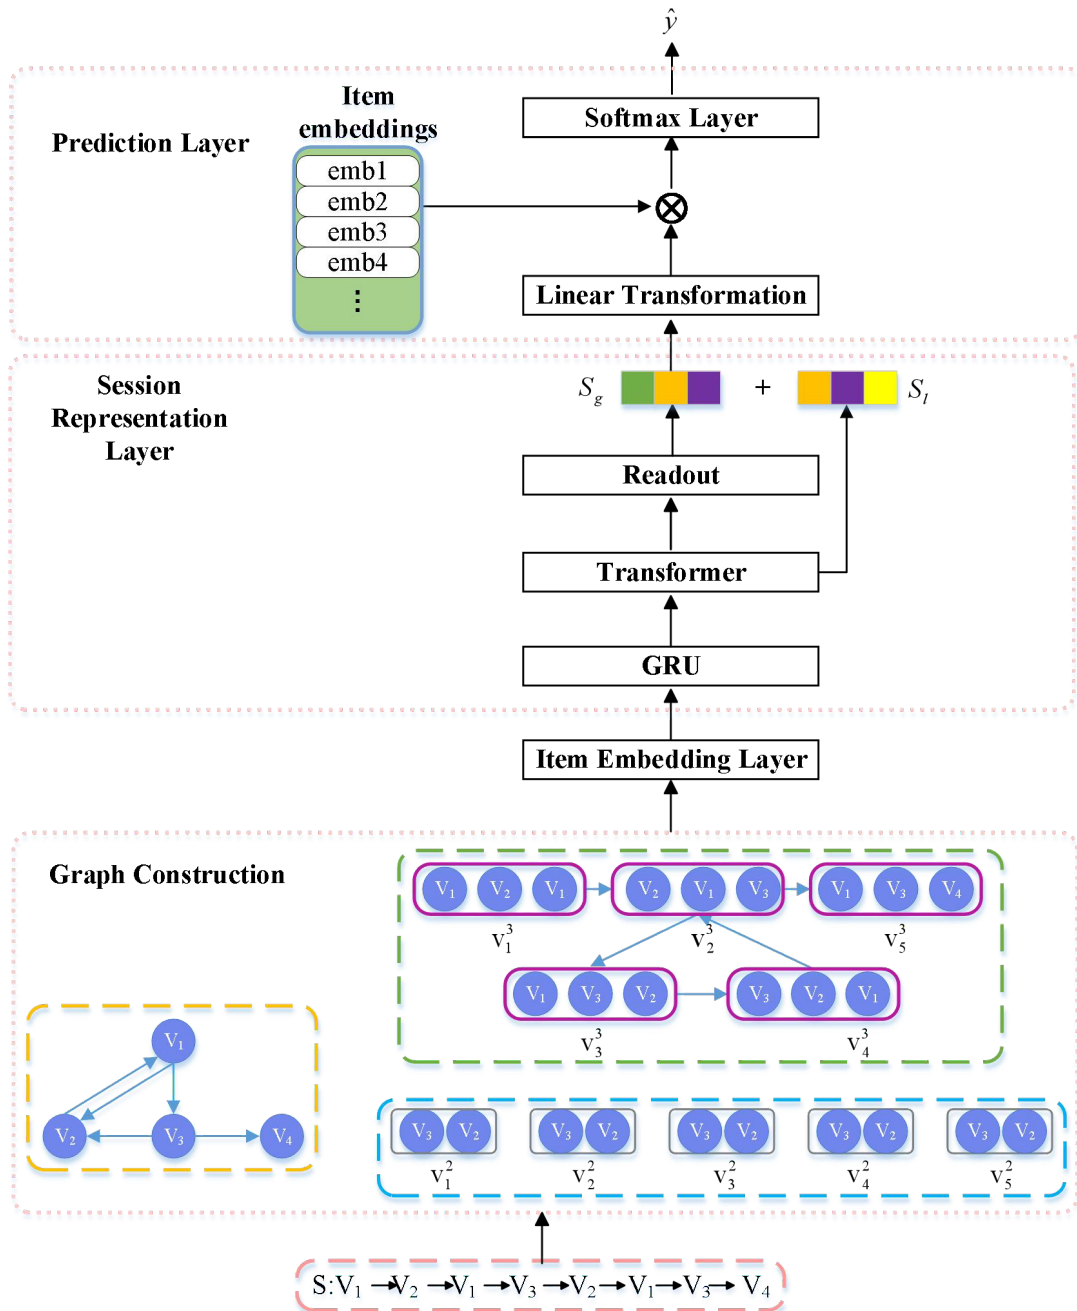 ŷ
Softmax Layer
Item
embeddings
Prediction Layer
emb1
emb2
emb3
emb4
⋮
⊗
Linear Transformation
Session
Representation
Layer
S_g + S_l
Readout
Transformer
GRU
Item Embedding Layer
Graph Construction
V₁ V₂ V₁ V₂ V₁ V₃ V₁ V₃ V₄
v₁³ v₂³ v₅³
V₁ V₃ V₂ V₃ V₂ V₁
v₃³ v₄³
V₁
V₂ V₃ V₄
V₃ V₂ V₃ V₂ V₃ V₂ V₃ V₂ V₃ V₂
v₁² v₂² v₃² v₄² v₅²
S:V₁ → V₂ → V₁ → V₃ → V₂ → V₁ → V₃ → V₄